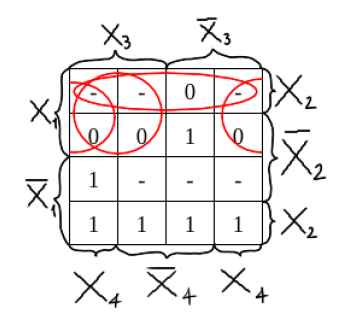 X₃ X̅₃
- - 0 - X₂
X₁ 0 0 1 0 X̅₂
X̅₁ 1 - - -
1 1 1 1 X₂
X₄ X̅₄ X₄